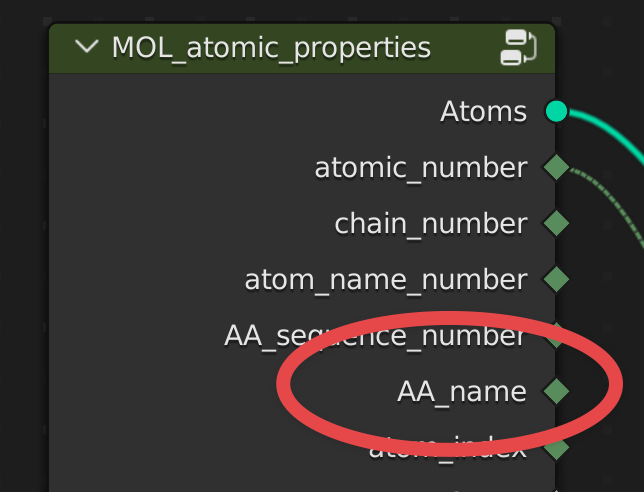 MOL_atomic_properties
Atoms
atomic_number
chain_number
atom_name_number
AA_sequence_number
AA_name
atom_index